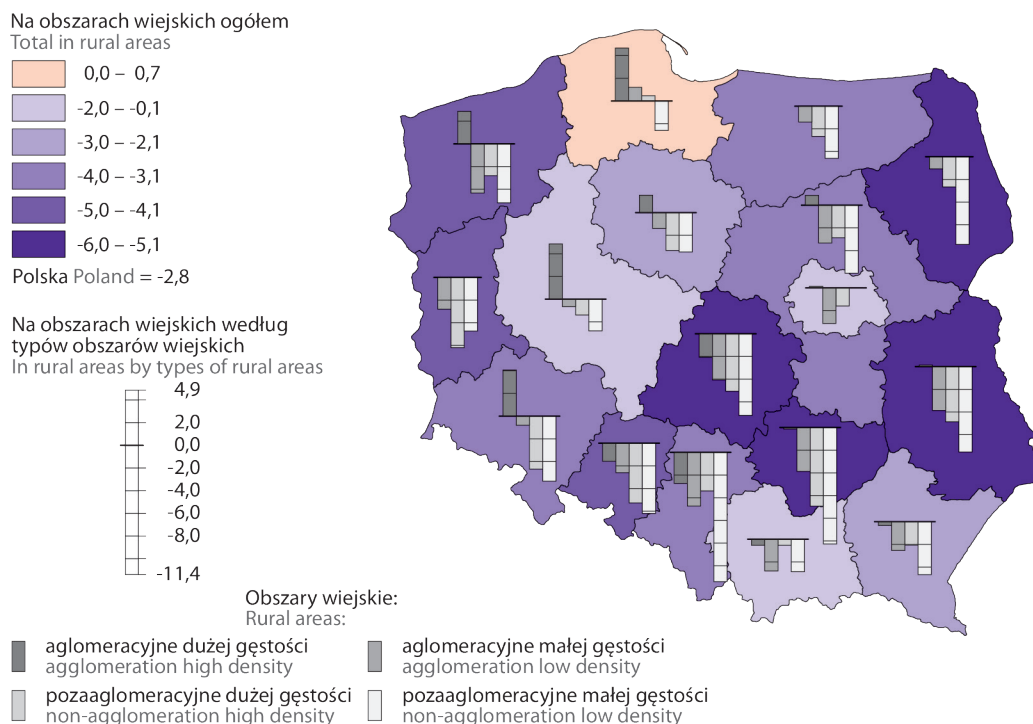 Na obszarach wiejskich ogółem
Total in rural areas
0,0 – 0,7
-2,0 – -0,1
-3,0 – -2,1
-4,0 – -3,1
-5,0 – -4,1
-6,0 – -5,1
Polska Poland = -2,8
Na obszarach wiejskich według
typów obszarów wiejskich
In rural areas by types of rural areas
4,9
2,0
0,0
-2,0
-4,0
-6,0
-8,0
-11,4
Obszary wiejskie:
Rural areas:
aglomeracyjne dużej gęstości
agglomeration high density
aglomeracyjne małej gęstości
agglomeration low density
pozaaglomeracyjne dużej gęstości
non-agglomeration high density
pozaaglomeracyjne małej gęstości
non-agglomeration low density